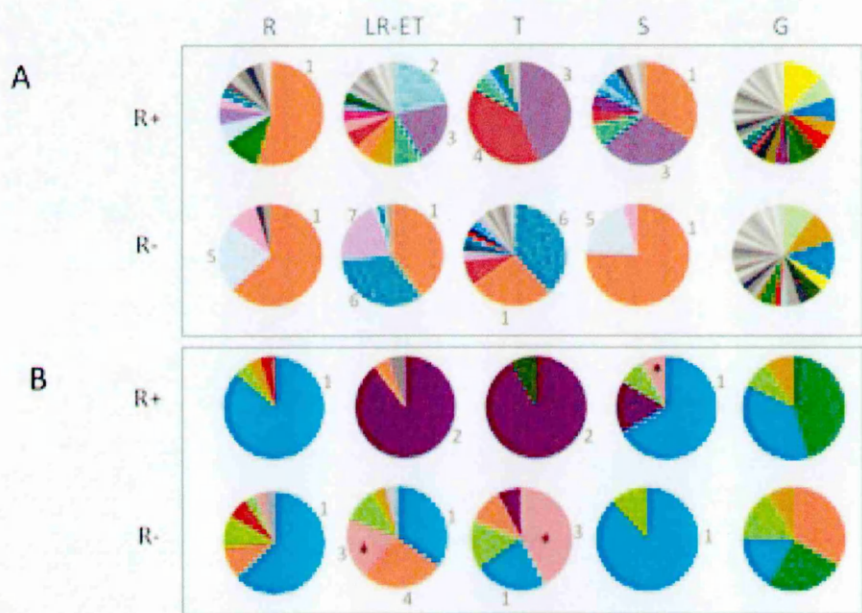 R LR-ET T S G
A
R+
1 2 3 3 4 1 3
R-
5 1 7 1 6 6 1 5 1
B
R+
1 2 2 1
R-
1 1 3 4 3 1 1